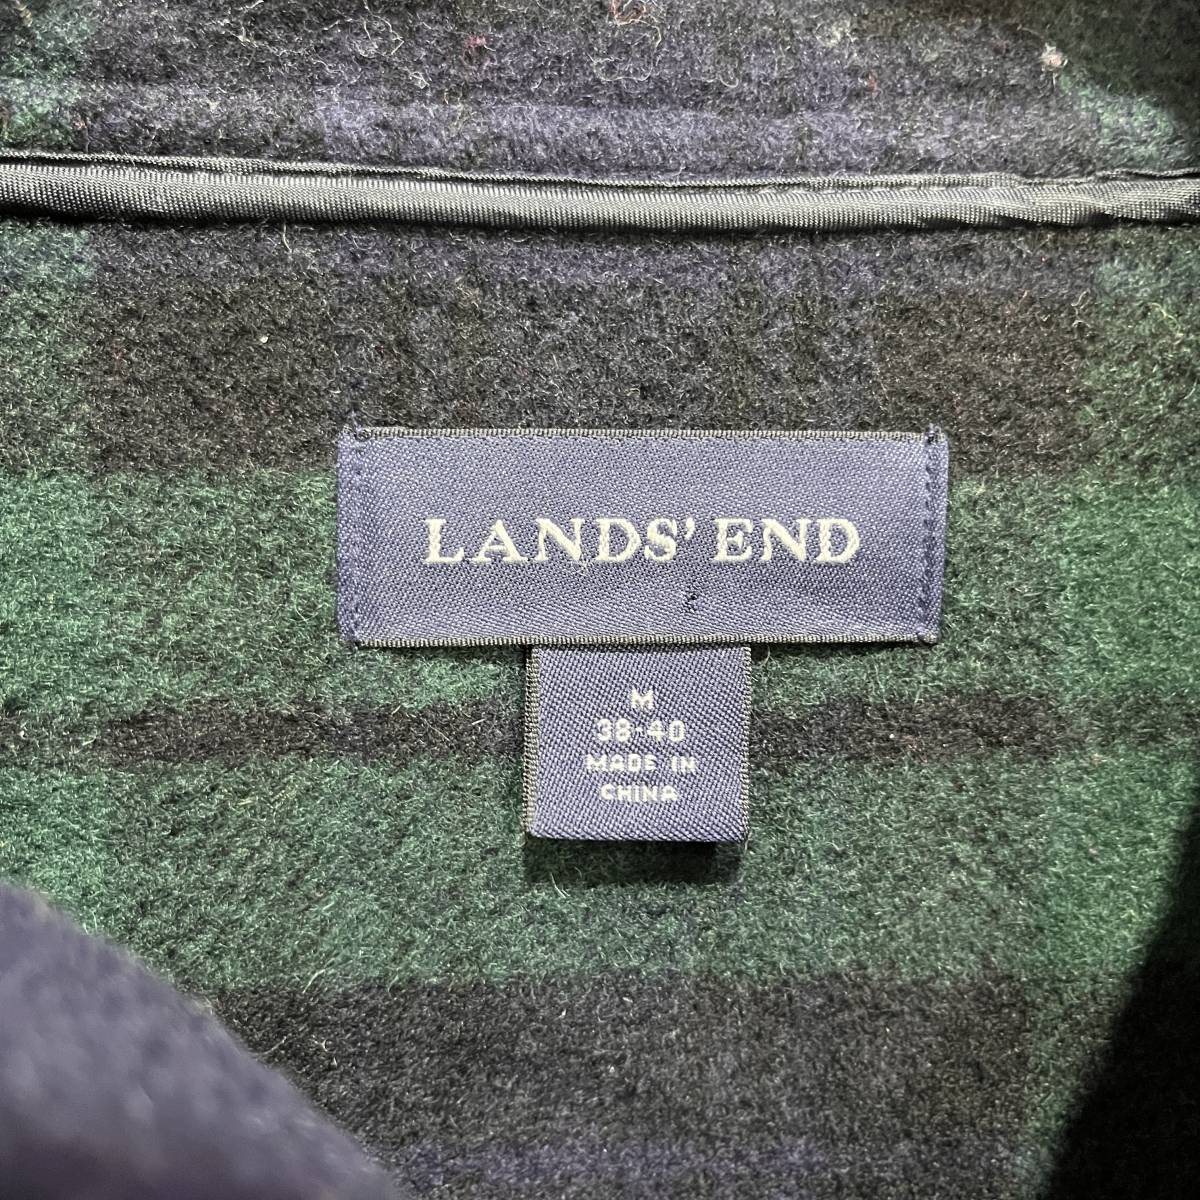 LANDS' END
M
38-40
MADE IN
CHINA